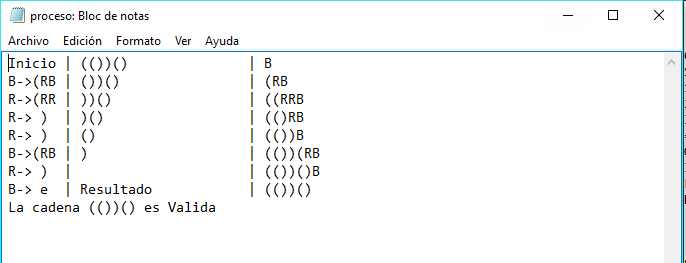 proceso: Bloc de notas
Archivo Edición Formato Ver Ayuda
Inicio | (())() | B
B->(RB | ())() | (RB
R->(RR | ))() | ((RRB
R-> ) | )() | (()RB
R-> ) | () | (())B
B->(RB | ) | (())(RB
R-> ) | | (())()B
B-> e | Resultado | (())()
La cadena (())() es Valida